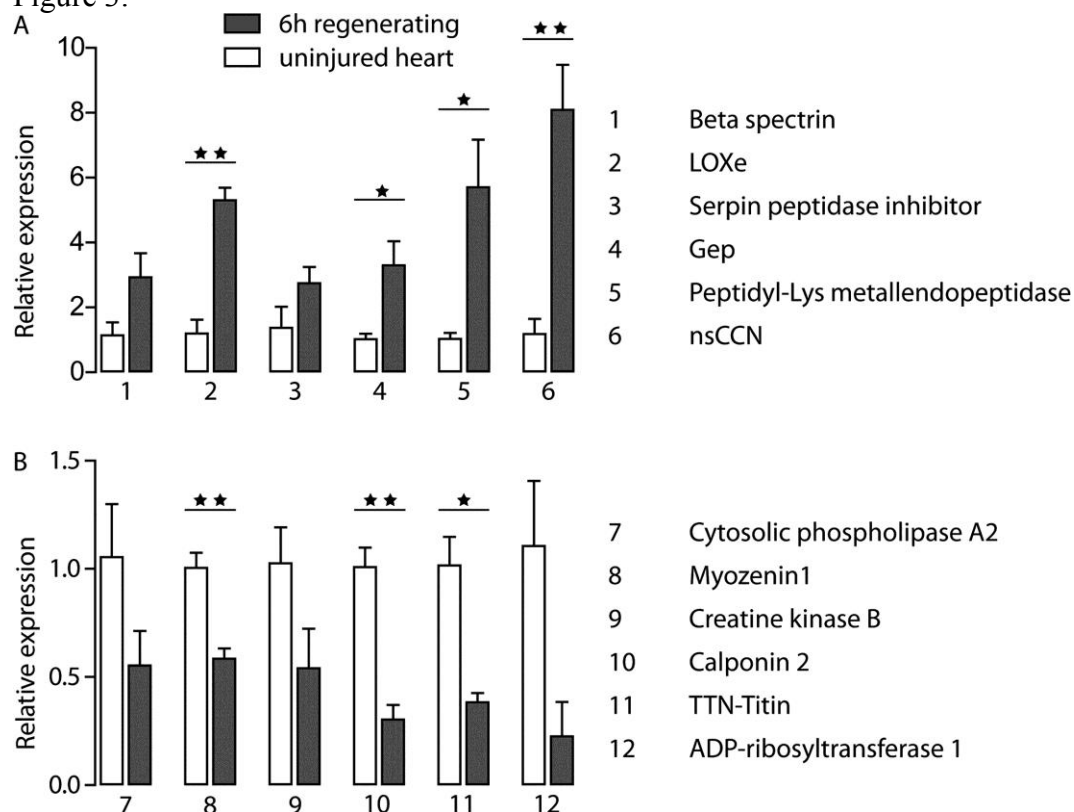 Figure 3.
A
6h regenerating
uninjured heart
Relative expression
10
8
6
4
2
0
1 2 3 4 5 6
★★
★
★
★★
1 Beta spectrin
2 LOXe
3 Serpin peptidase inhibitor
4 Gep
5 Peptidyl-Lys metallendopeptidase
6 nsCCN
B
Relative expression
1.5
1.0
0.5
0.0
7 8 9 10 11 12
★★
★★
★
7 Cytosolic phospholipase A2
8 Myozenin1
9 Creatine kinase B
10 Calponin 2
11 TTN-Titin
12 ADP-ribosyltransferase 1